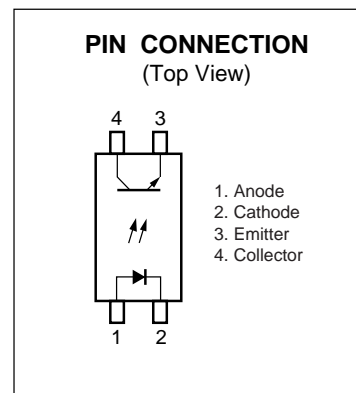 PIN CONNECTION
(Top View)
4 3
1. Anode
2. Cathode
3. Emitter
4. Collector
1 2